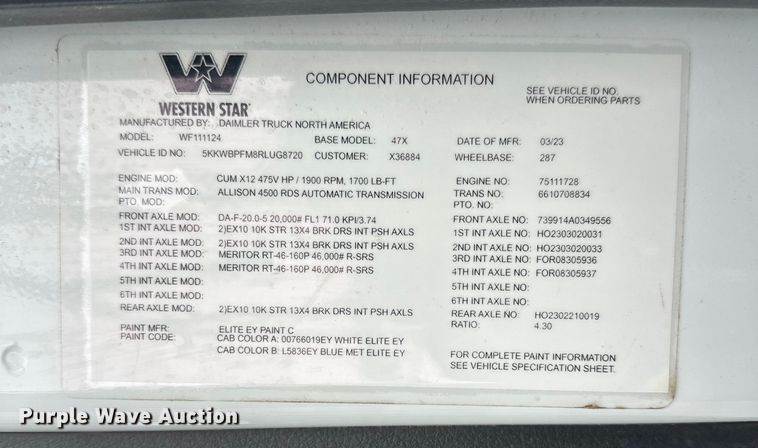 WESTERN STAR
COMPONENT INFORMATION
SEE VEHICLE ID NO.
WHEN ORDERING PARTS
MANUFACTURED BY: DAIMLER TRUCK NORTH AMERICA
MODEL: WF111124 BASE MODEL: 47X DATE OF MFR: 03/23
VEHICLE ID NO: 5KKWBPFM8RLUG8720 CUSTOMER: X36884 WHEELBASE: 287
ENGINE MOD: CUM X12 475V HP / 1900 RPM, 1700 LB-FT ENGINE NO: 75111728
MAIN TRANS MOD: ALLISON 4500 RDS AUTOMATIC TRANSMISSION TRANS NO: 6610708834
PTO. MOD: PTO. NO:
FRONT AXLE MOD: DA-F-20.0-5 20,000# FL1 71.0 KPI/3.74 FRONT AXLE NO: 739914A0349556
1ST INT AXLE MOD: 2)EX10 10K STR 13X4 BRK DRS INT PSH AXLS 1ST INT AXLE NO: HO2303020031
2ND INT AXLE MOD: 2)EX10 10K STR 13X4 BRK DRS INT PSH AXLS 2ND INT AXLE NO: HO2303020033
3RD INT AXLE MOD: MERITOR RT-46-160P 46,000# R-SRS 3RD INT AXLE NO: FOR08305936
4TH INT AXLE MOD: MERITOR RT-46-160P 46,000# R-SRS 4TH INT AXLE NO: FOR08305937
5TH INT AXLE MOD: 5TH INT AXLE NO:
6TH INT AXLE MOD: 6TH INT AXLE NO:
REAR AXLE MOD: 2)EX10 10K STR 13X4 BRK DRS INT PSH AXLS REAR AXLE NO: HO2302210019
RATIO: 4.30
PAINT MFR: ELITE EY PAINT C
PAINT CODE: CAB COLOR A: 00766019EY WHITE ELITE EY
CAB COLOR B: L5836EY BLUE MET ELITE EY
FOR COMPLETE PAINT INFORMATION
SEE VEHICLE SPECIFICATION SHEET.
Purple Wave Auction